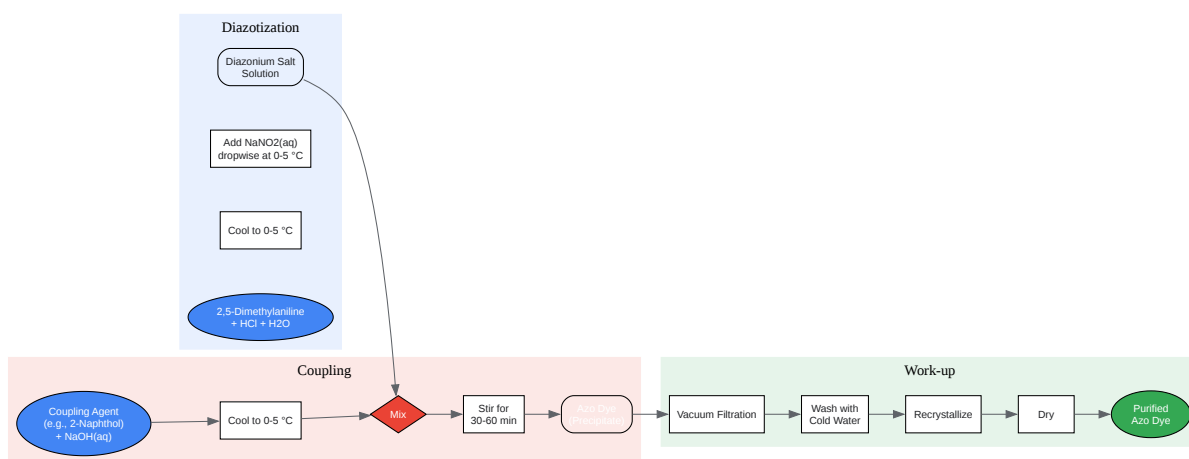 Diazotization
Diazonium Salt
Solution
Add NaNO2(aq)
dropwise at 0-5 °C
Cool to 0-5 °C
2,5-Dimethylaniline
+ HCl + H2O
Coupling
Coupling Agent
(e.g., 2-Naphthol)
+ NaOH(aq)
Cool to 0-5 °C
Mix
Stir for
30-60 min
Azo Dye
Precipitate
Work-up
Vacuum Filtration
Wash with
Cold Water
Recrystallize
Dry
Purified
Azo Dye